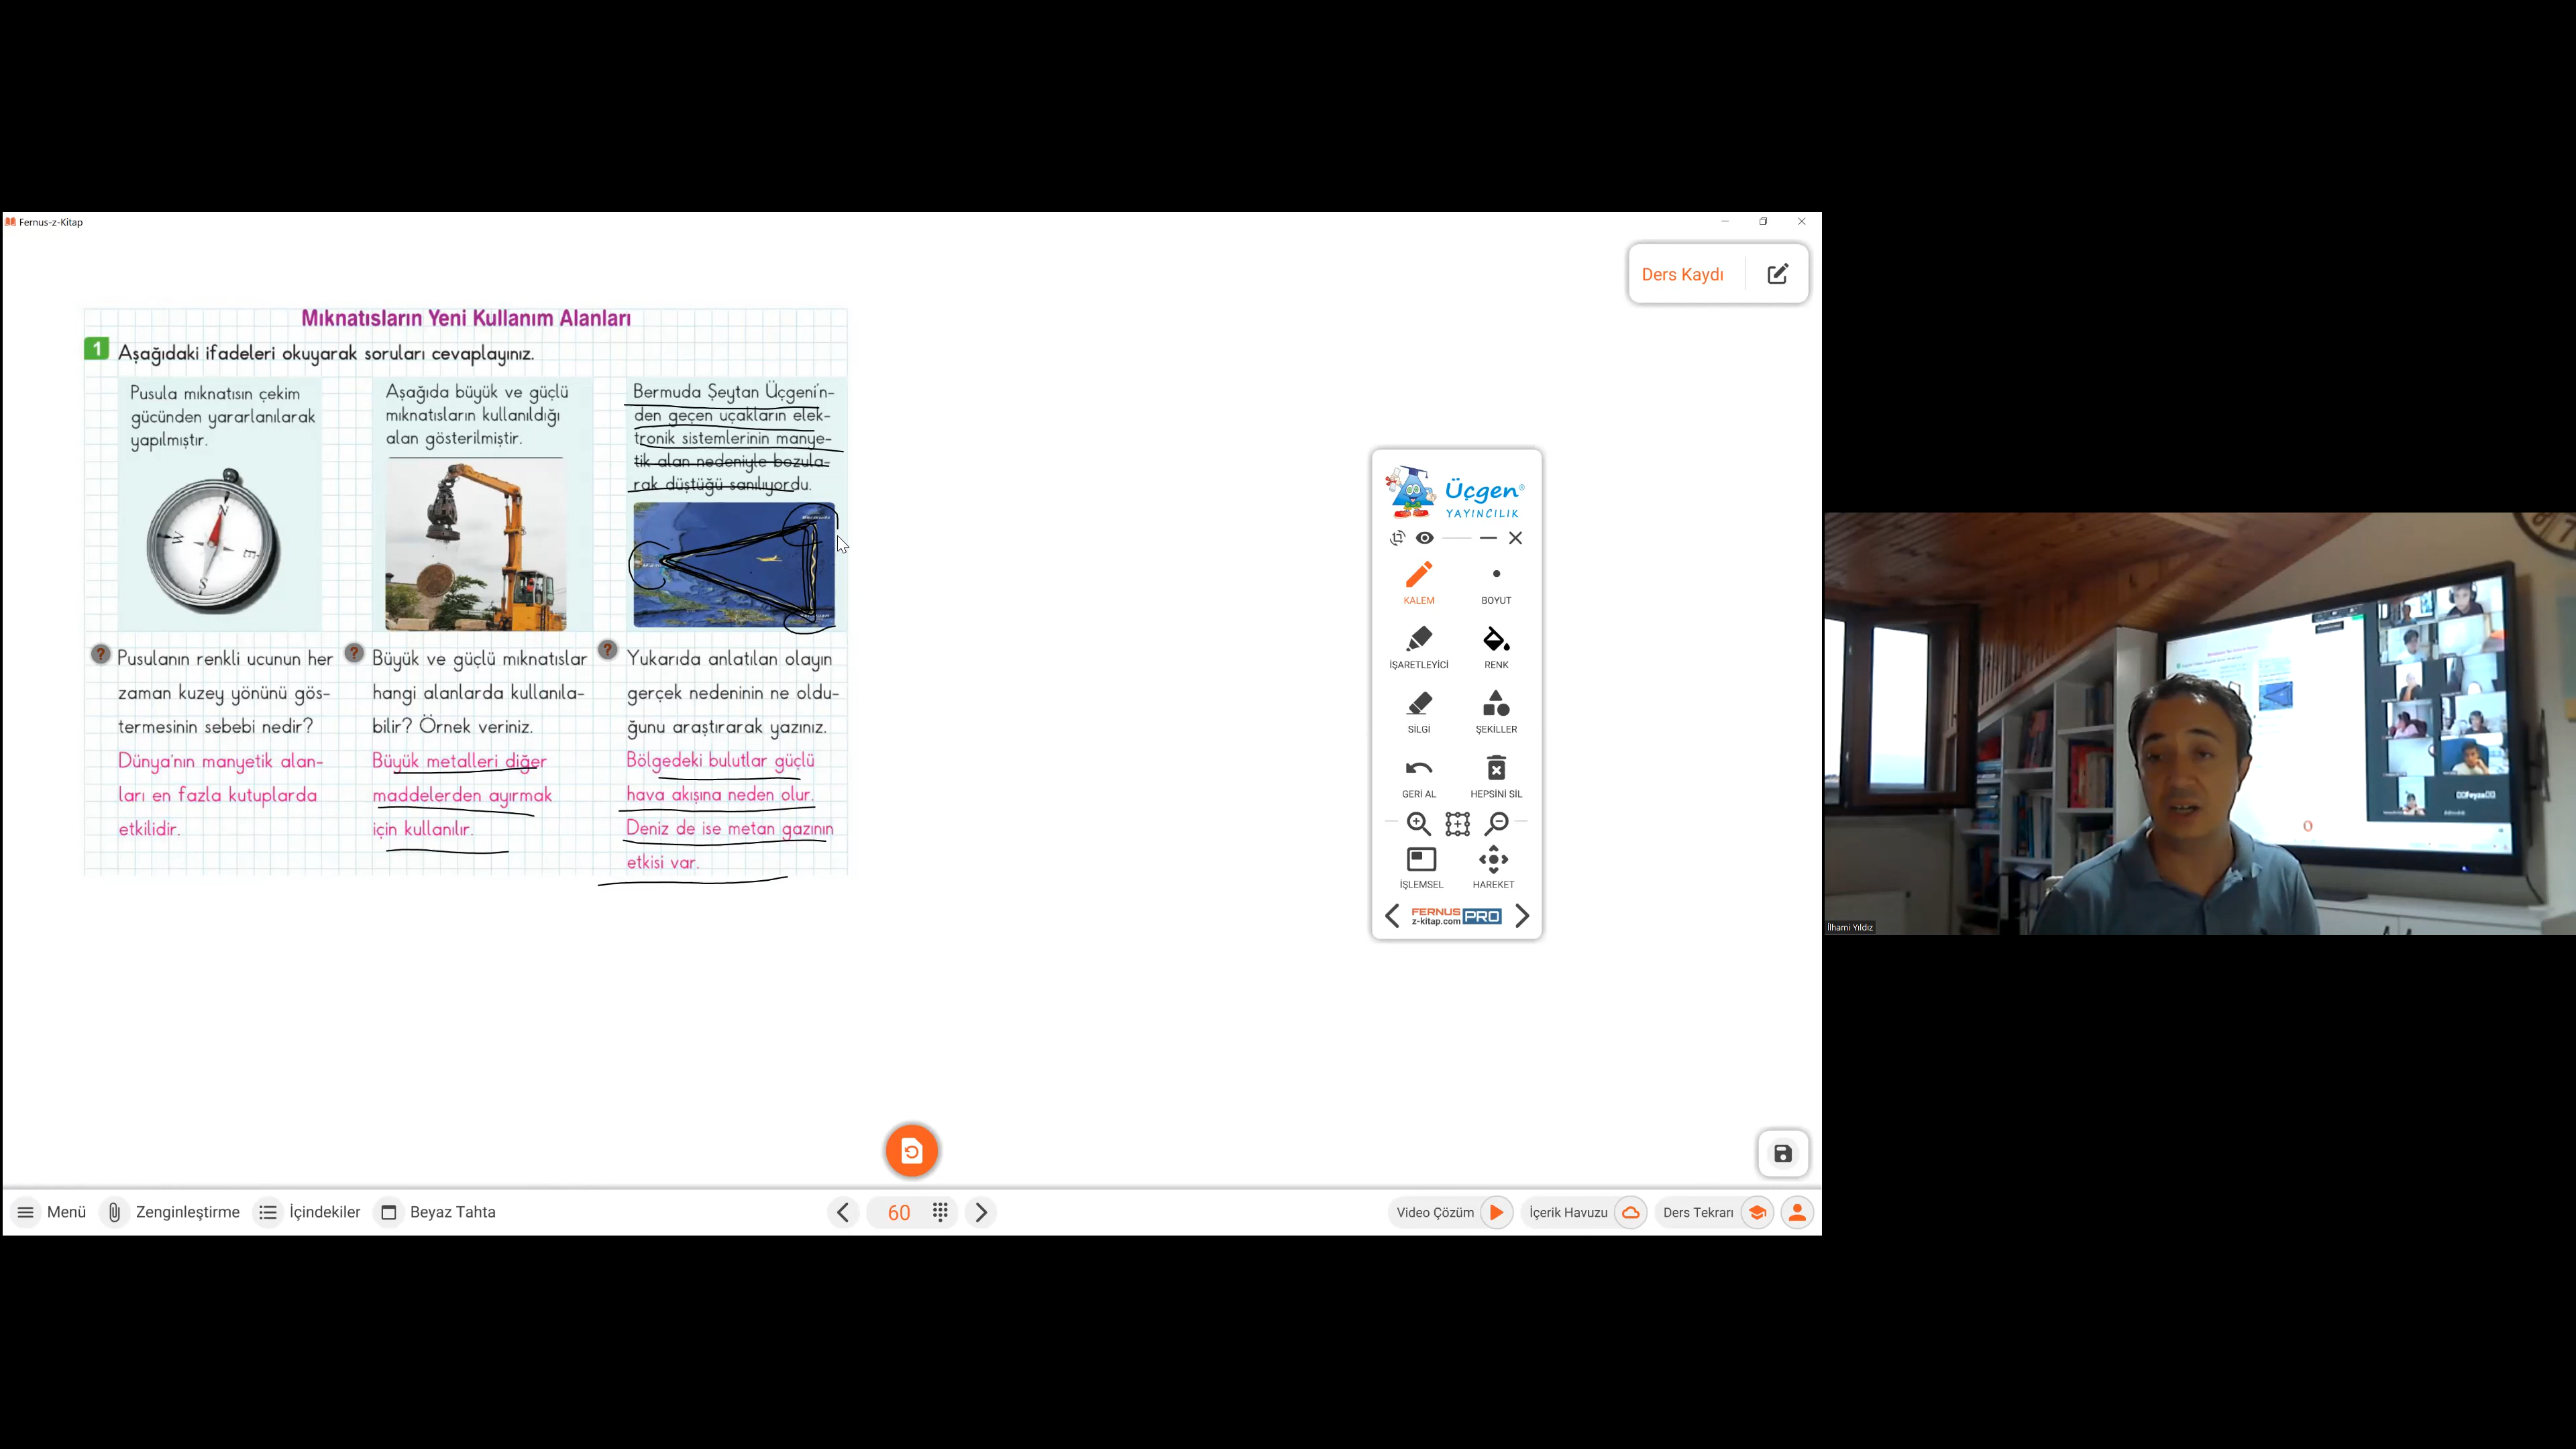 Fernus-z-Kitap
Ders Kaydı
Mıknatısların Yeni Kullanım Alanları
1 Aşağıdaki ifadeleri okuyarak soruları cevaplayınız.
Pusula mıknatısın çekim
gücünden yararlanılarak
yapılmıştır.
N
W
E
S
Aşağıda büyük ve güçlü
mıknatısların kullanıldığı
alan gösterilmiştir.
Bermuda Şeytan Üçgeni'n-
den geçen uçakların elek-
tronik sistemlerinin manye-
tik alan nedeniyle bozula-
rak düştüğü sanılıyordu.
? Pusulanın renkli ucunun her
zaman kuzey yönünü gös-
termesinin sebebi nedir?
Dünya'nın manyetik alan-
ları en fazla kutuplarda
etkilidir.
? Büyük ve güçlü mıknatıslar
hangi alanlarda kullanıla-
bilir? Örnek veriniz.
Büyük metalleri diğer
maddelerden ayırmak
için kullanılır.
? Yukarıda anlatılan olayın
gerçek nedeninin ne oldu-
ğunu araştırarak yazınız.
Bölgedeki bulutlar güçlü
hava akışına neden olur.
Deniz de ise metan gazının
etkisi var.
Üçgen®
YAYINCILIK
KALEM
BOYUT
İŞARETLEYİCİ
RENK
SİLGİ
ŞEKİLLER
GERİ AL
HEPSİNİ SİL
İŞLEMSEL
HAREKET
FERNUS
z-kitap.com PRO
İlhami Yıldız
Menü
Zenginleştirme
İçindekiler
Beyaz Tahta
60
Video Çözüm
İçerik Havuzu
Ders Tekrarı